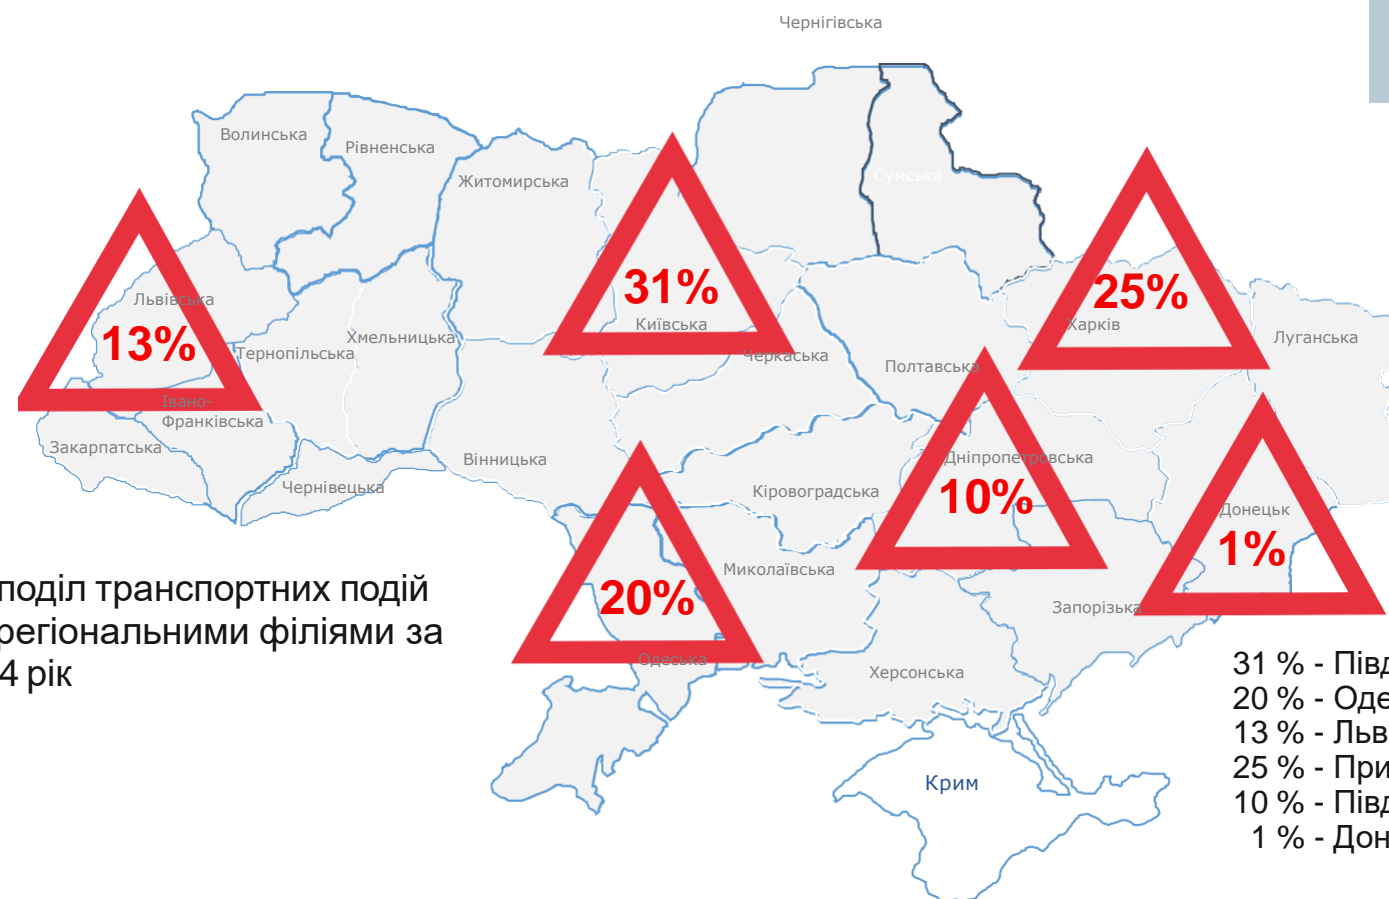 Чернігівська
Волинська
Рівненська
Житомирська
Сумська
Львівська
13%
31%
Київська
25%
Харків
Луганська
Тернопільська
Хмельницька
Черкаська
Полтавська
Івано-
Франківська
Закарпатська
Чернівецька
Вінницька
Кіровоградська
Дніпропетровська
10%
Донецьк
1%
Миколаївська
20%
Одеська
Запорізька
Херсонська
Крим
поділ транспортних подій
регіональними філіями за
4 рік
31 % - Півд
20 % - Оде
13 % - Льв
25 % - При
10 % - Півд
1 % - Дон